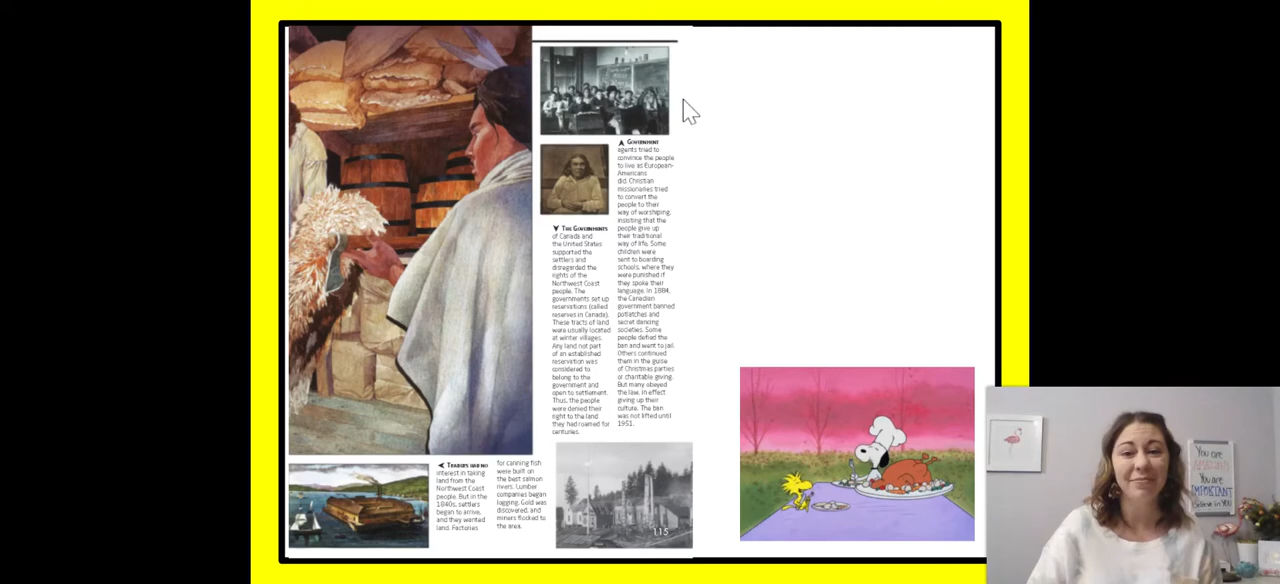 GOVERNMENT
agents tried to
convince the people
to live as European-
Americans
did. Christian
missionaries tried
to convert the
people to their
way of worshiping,
insisting that the
people give up
their traditional
way of life. Some
children were
sent to boarding
schools, where they
were punished if
they spoke their
language. In 1884,
the Canadian
government banned
potlatches and
secret dancing
societies. Some
people defied the
ban and went to jail.
Others continued
them in the guise
of Christmas parties
or charitable giving.
But many obeyed
the law, in effect
giving up their
culture. The ban
was not lifted until
1951.
THE GOVERNMENTS
of Canada and
the United States
supported the
settlers and
disregarded the
rights of the
Northwest Coast
people. The
governments set up
reservations (called
reserves in Canada).
These tracts of land
were usually located
at winter villages.
Any land not part
of an established
reservation was
considered to
belong to the
government and
open to settlement.
Thus, the people
were denied their
right to the land
they had roamed for
centuries.
TRADERS HAD NO
interest in taking
land from the
Northwest Coast
people. But in the
1840s, settlers
began to arrive,
and they wanted
land. Factories
for canning fish
were built on
the best salmon
rivers. Lumber
companies began
logging. Gold was
discovered, and
miners flocked to
the area.
115
You are
AMAZING
You are
IMPORTANT
Believe in YOU